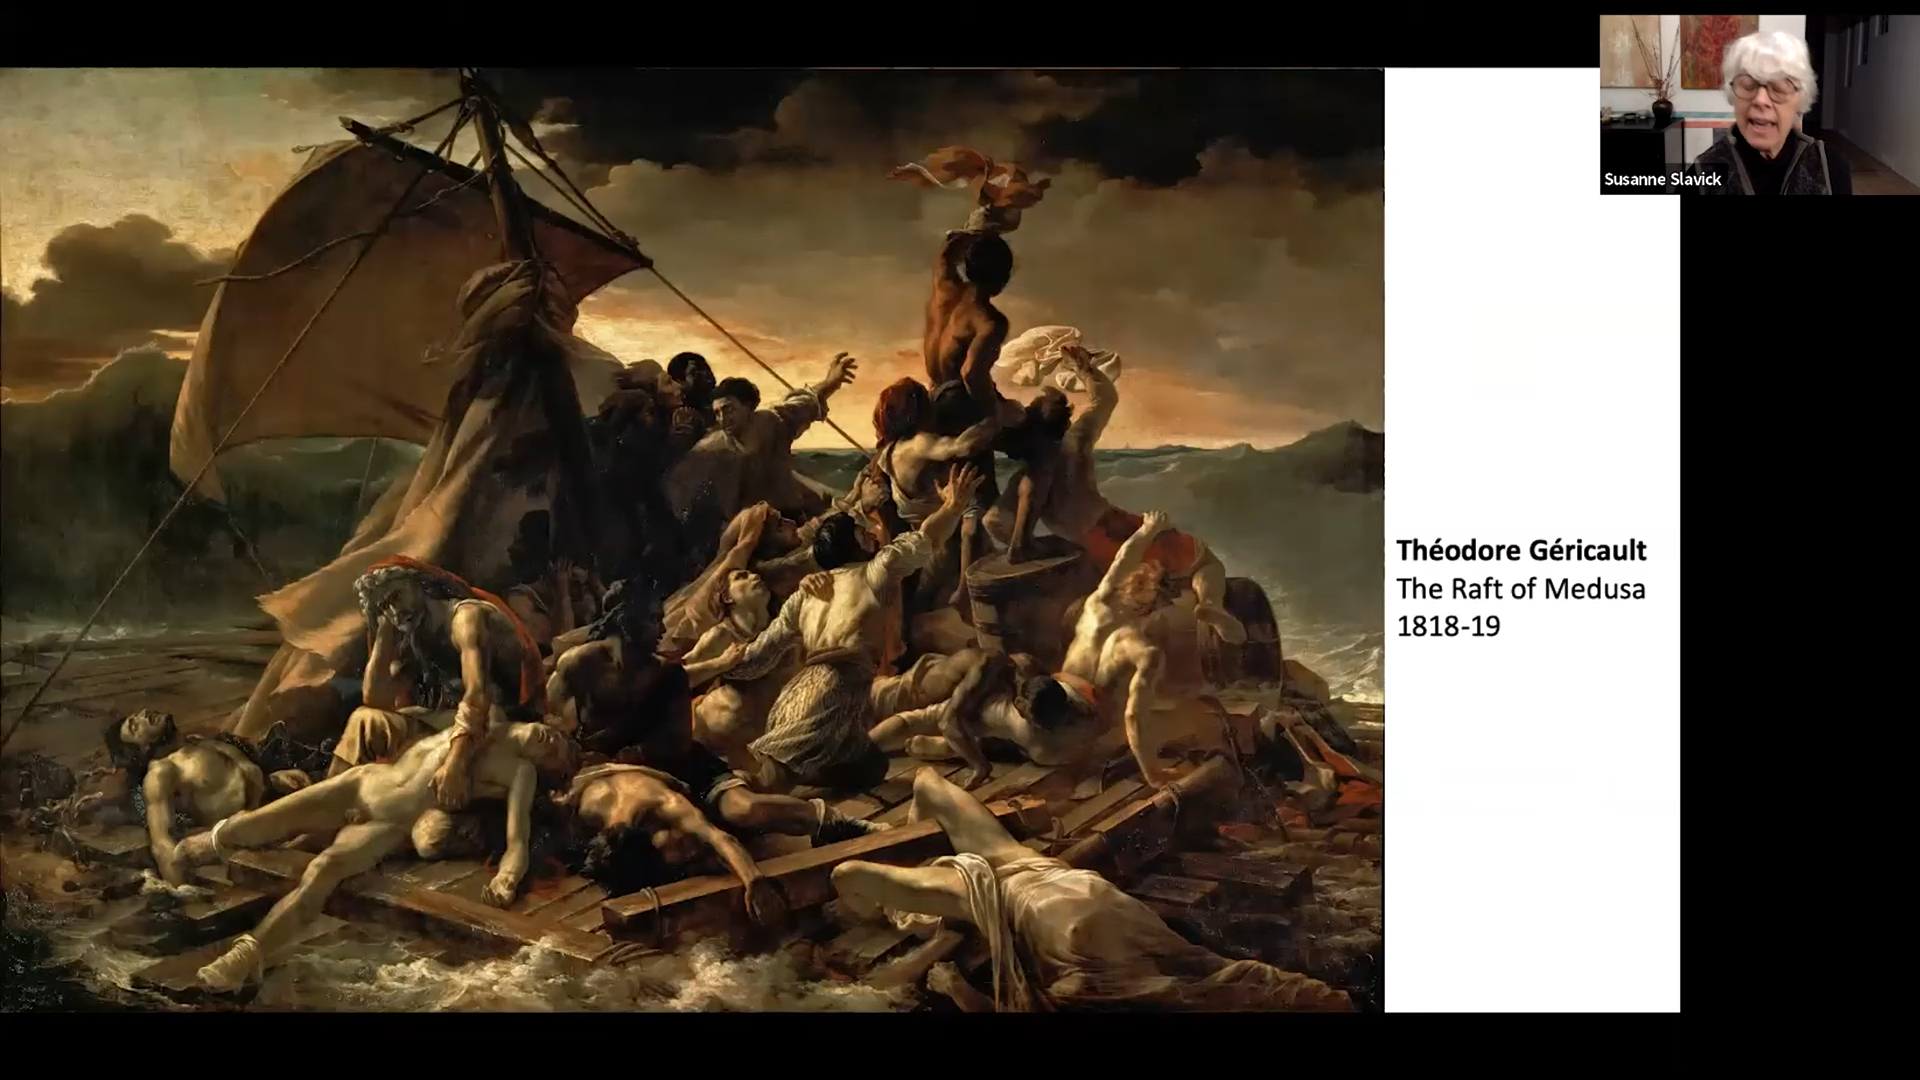 Susanne Slavick
Théodore Géricault
The Raft of Medusa
1818-19